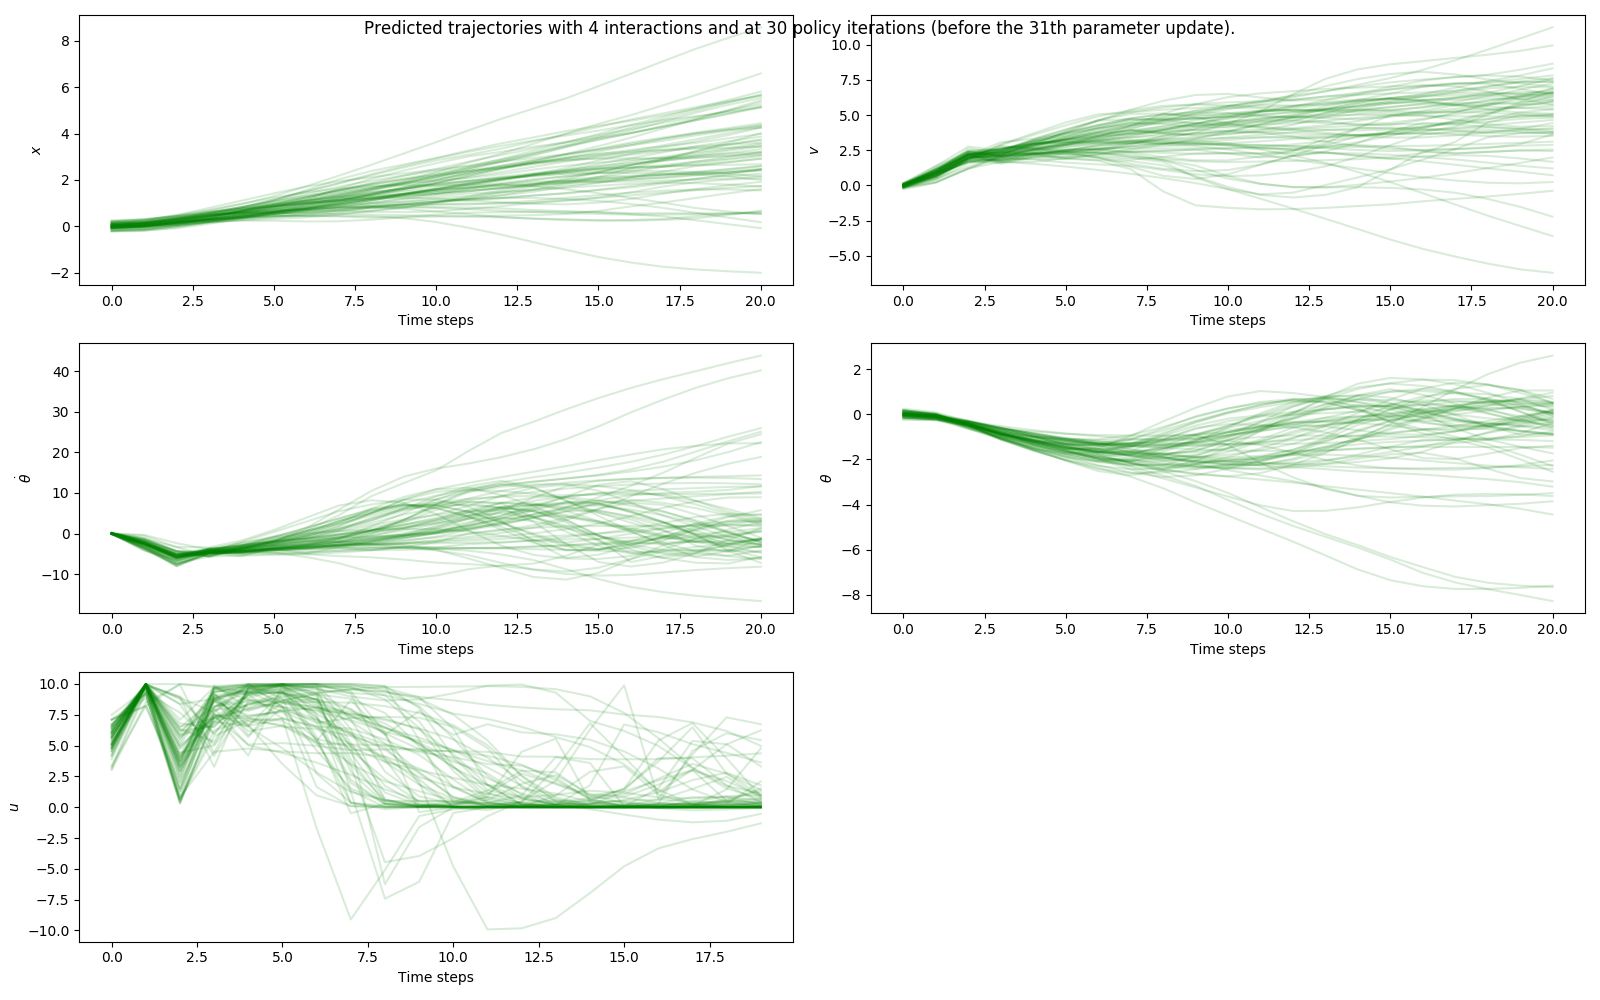 Predicted trajectories with 4 interactions and at 30 policy iterations (before the 31th parameter update).
8
6
4
2
0
−2
x
0.0 2.5 5.0 7.5 10.0 12.5 15.0 17.5 20.0
Time steps
10.0
7.5
5.0
2.5
0.0
−2.5
−5.0
v
0.0 2.5 5.0 7.5 10.0 12.5 15.0 17.5 20.0
Time steps
40
30
20
10
0
−10
θ̇
0.0 2.5 5.0 7.5 10.0 12.5 15.0 17.5 20.0
Time steps
2
0
−2
−4
−6
−8
θ
0.0 2.5 5.0 7.5 10.0 12.5 15.0 17.5 20.0
Time steps
10.0
7.5
5.0
2.5
0.0
−2.5
−5.0
−7.5
−10.0
u
0.0 2.5 5.0 7.5 10.0 12.5 15.0 17.5
Time steps